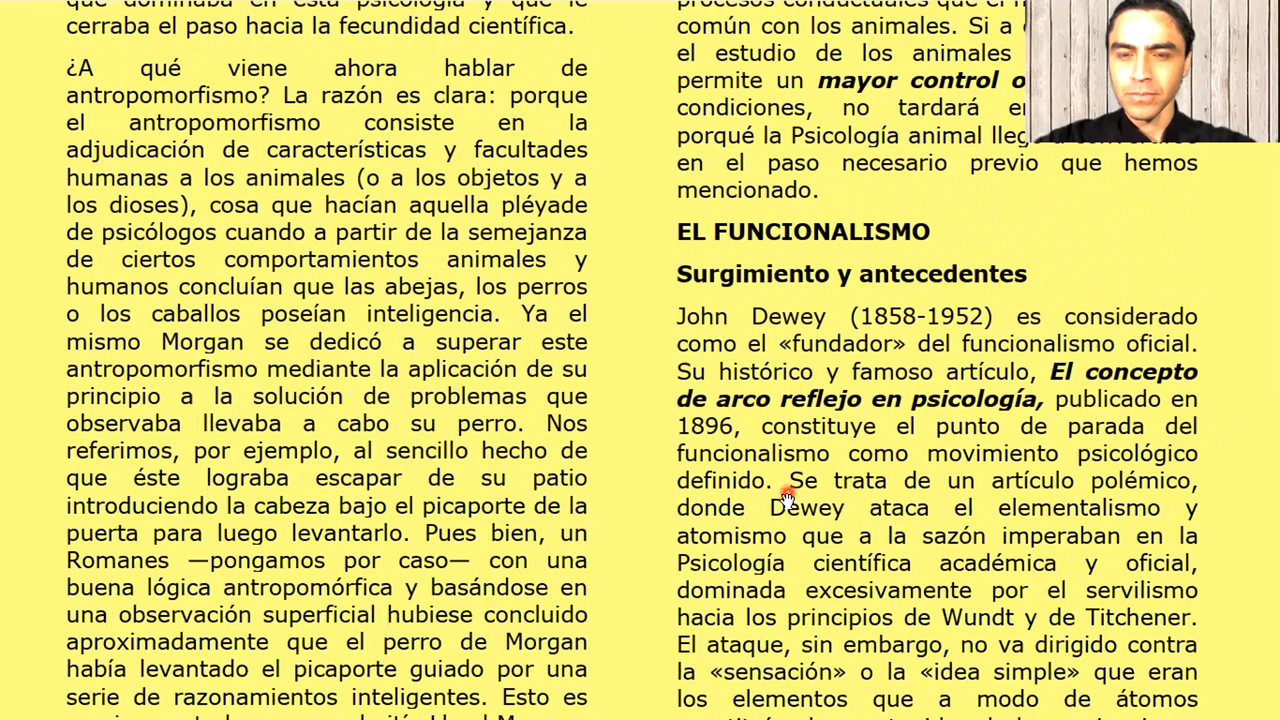 que dominaba en esta psicología y que le
cerraba el paso hacia la fecundidad científica.
¿A qué viene ahora hablar de
antropomorfismo? La razón es clara: porque
el antropomorfismo consiste en la
adjudicación de características y facultades
humanas a los animales (o a los objetos y a
los dioses), cosa que hacían aquella pléyade
de psicólogos cuando a partir de la semejanza
de ciertos comportamientos animales y
humanos concluían que las abejas, los perros
o los caballos poseían inteligencia. Ya el
mismo Morgan se dedicó a superar este
antropomorfismo mediante la aplicación de su
principio a la solución de problemas que
observaba llevaba a cabo su perro. Nos
referimos, por ejemplo, al sencillo hecho de
que éste lograba escapar de su patio
introduciendo la cabeza bajo el picaporte de la
puerta para luego levantarlo. Pues bien, un
Romanes —pongamos por caso— con una
buena lógica antropomórfica y basándose en
una observación superficial hubiese concluido
aproximadamente que el perro de Morgan
había levantado el picaporte guiado por una
serie de razonamientos inteligentes. Esto es
procesos conductuales que el
común con los animales. Si a
el estudio de los animales
permite un mayor control
condiciones, no tardará
porqué la Psicología animal
en el paso necesario previo que hemos
mencionado.
EL FUNCIONALISMO
Surgimiento y antecedentes
John Dewey (1858-1952) es considerado
como el «fundador» del funcionalismo oficial.
Su histórico y famoso artículo, El concepto
de arco reflejo en psicología, publicado en
1896, constituye el punto de parada del
funcionalismo como movimiento psicológico
definido. Se trata de un artículo polémico,
donde Dewey ataca el elementalismo y
atomismo que a la sazón imperaban en la
Psicología científica académica y oficial,
dominada excesivamente por el servilismo
hacia los principios de Wundt y de Titchener.
El ataque, sin embargo, no va dirigido contra
la «sensación» o la «idea simple» que eran
los elementos que a modo de átomos